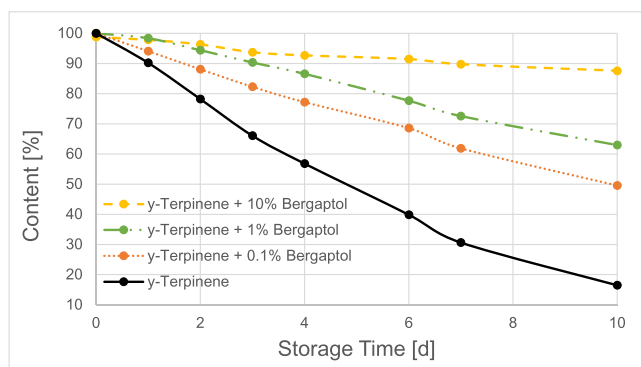 100
90
80
70
60
50
40
30
20
10
Content [%]
y-Terpinene + 10% Bergaptol
y-Terpinene + 1% Bergaptol
y-Terpinene + 0.1% Bergaptol
y-Terpinene
0 2 4 6 8 10
Storage Time [d]